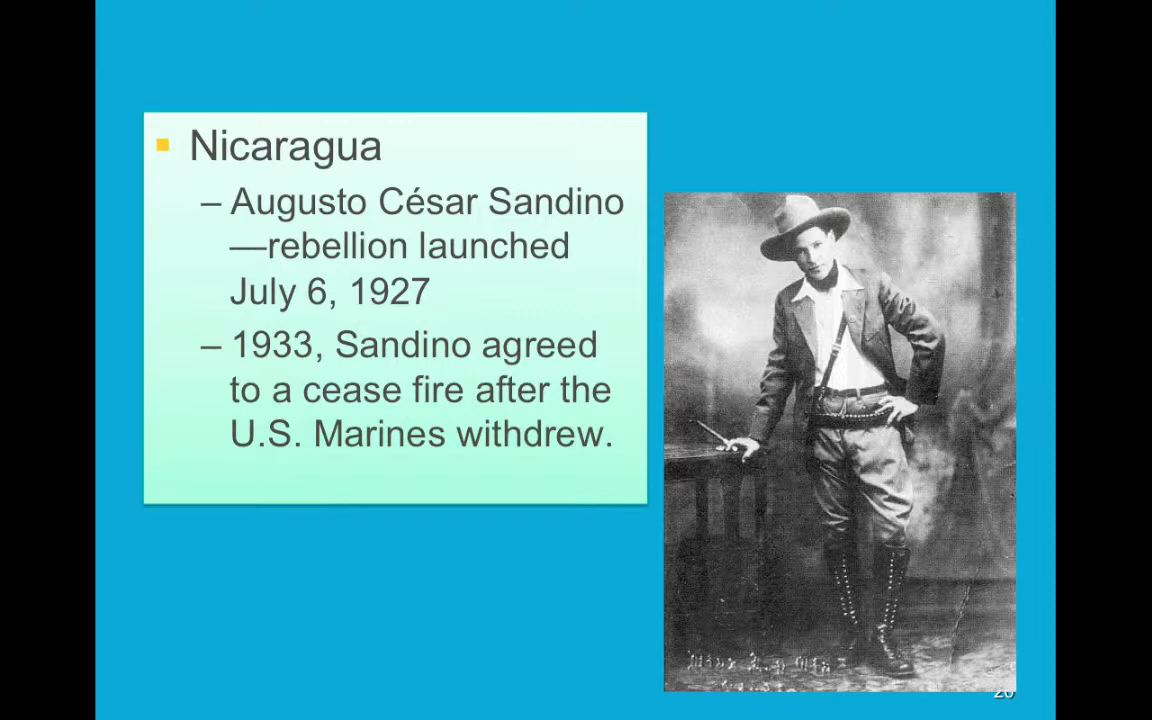 Nicaragua
– Augusto César Sandino
—rebellion launched
July 6, 1927
– 1933, Sandino agreed
to a cease fire after the
U.S. Marines withdrew.